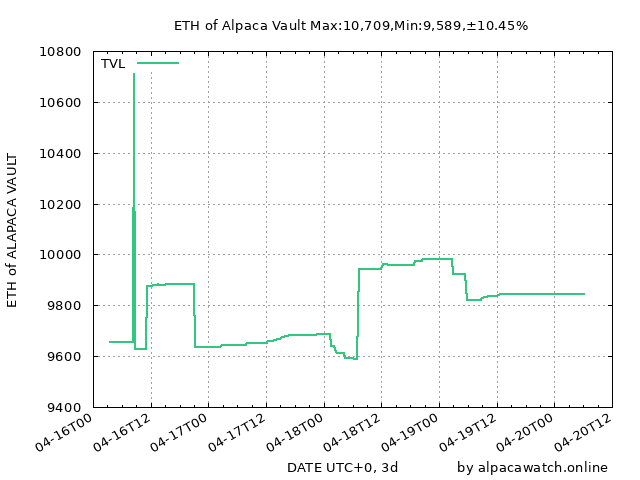 ETH of Alpaca Vault Max:10,709,Min:9,589,±10.45%
10800
TVL
10600
10400
10200
10000
9800
9600
9400
ETH of ALAPACA VAULT
04-16T00
04-16T12
04-17T00
04-17T12
04-18T00
04-18T12
04-19T00
04-19T12
04-20T00
04-20T12
DATE UTC+0, 3d
by alpacawatch.online